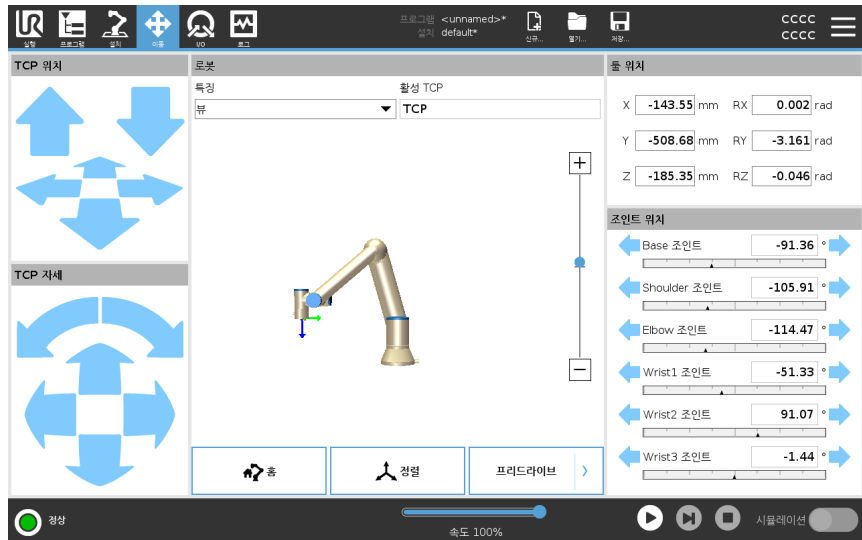 UR
실행
프로그램
설치
이동
I/O
로그
프로그램 <unnamed>*
설치 default*
신규...
열기...
저장...
CCCC
CCCC
TCP 위치
TCP 자세
로봇
특징
활성 TCP
뷰
TCP
홈
정렬
프리드라이브
툴 위치
X -143.55 mm RX 0.002 rad
Y -508.68 mm RY -3.161 rad
Z -185.35 mm RZ -0.046 rad
조인트 위치
Base 조인트 -91.36 °
Shoulder 조인트 -105.91 °
Elbow 조인트 -114.47 °
Wrist1 조인트 -51.33 °
Wrist2 조인트 91.07 °
Wrist3 조인트 -1.44 °
정상
속도 100%
시뮬레이션